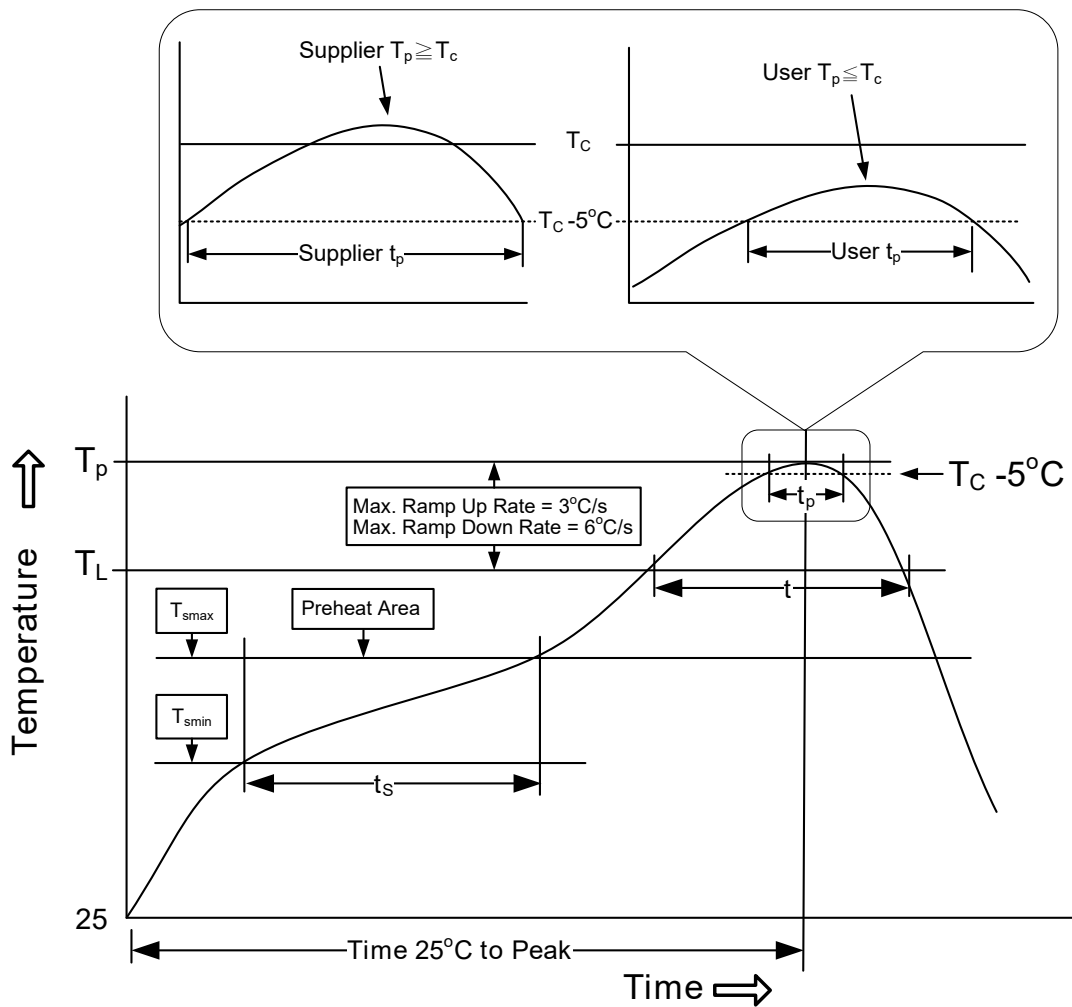 Supplier Tp≧Tc
User Tp≦Tc
TC
TC -5°C
Supplier tp
User tp
Tp
TC -5°C
Max. Ramp Up Rate = 3°C/s
Max. Ramp Down Rate = 6°C/s
tp
TL
t
Tsmax
Preheat Area
Tsmin
tS
Temperature
25
Time 25°C to Peak
Time